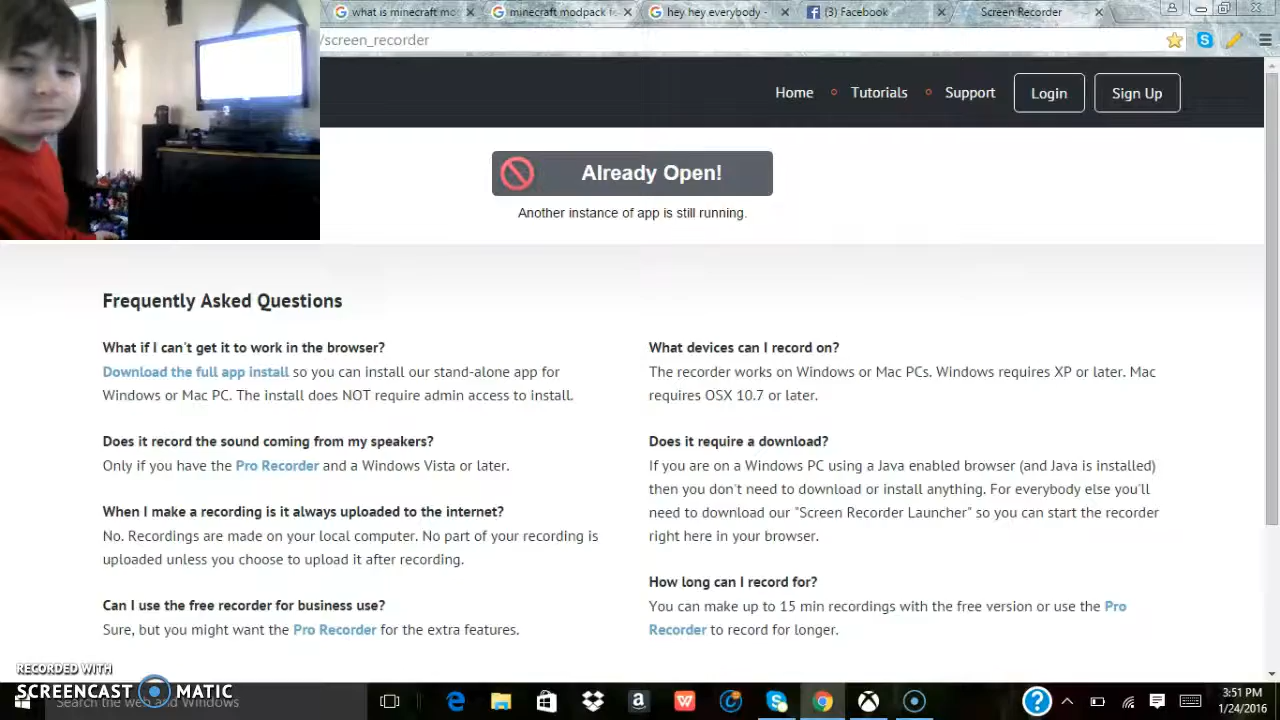 what is minecraft mo
minecraft modpack l
hey hey everybody -
(3) Facebook
Screen Recorder
/screen_recorder
Home
Tutorials
Support
Login
Sign Up
Already Open!
Another instance of app is still running.
Frequently Asked Questions
What if I can't get it to work in the browser?
Download the full app install so you can install our stand-alone app for
Windows or Mac PC. The install does NOT require admin access to install.
Does it record the sound coming from my speakers?
Only if you have the Pro Recorder and a Windows Vista or later.
When I make a recording is it always uploaded to the internet?
No. Recordings are made on your local computer. No part of your recording is
uploaded unless you choose to upload it after recording.
Can I use the free recorder for business use?
Sure, but you might want the Pro Recorder for the extra features.
What devices can I record on?
The recorder works on Windows or Mac PCs. Windows requires XP or later. Mac
requires OSX 10.7 or later.
Does it require a download?
If you are on a Windows PC using a Java enabled browser (and Java is installed)
then you don't need to download or install anything. For everybody else you'll
need to download our "Screen Recorder Launcher" so you can start the recorder
right here in your browser.
How long can I record for?
You can make up to 15 min recordings with the free version or use the Pro
Recorder to record for longer.
RECORDED WITH
SCREENCAST MATIC
Search the web and Windows
3:51 PM
1/24/2016